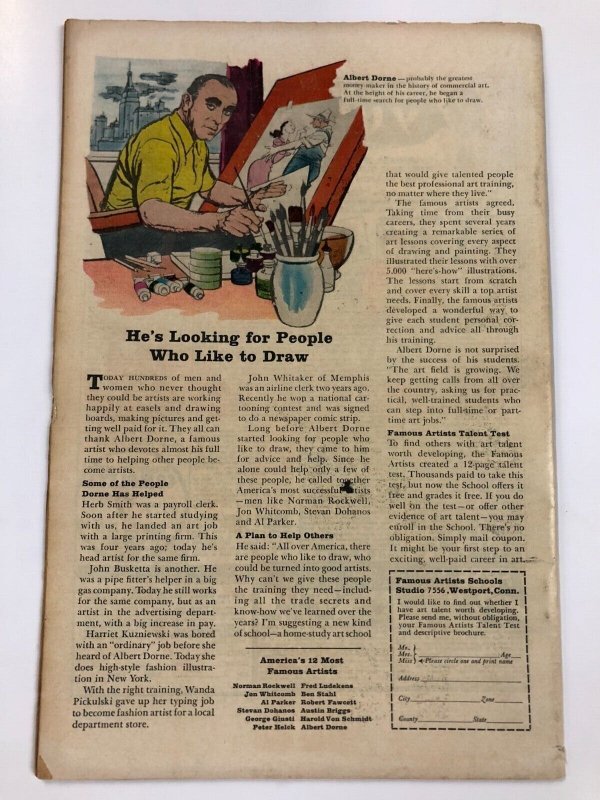 Albert Dorne — probably the greatest
money-maker in the history of commercial art.
At the height of his career, he began a
full-time search for people who like to draw.
He's Looking for People
Who Like to Draw
TODAY HUNDREDS of men and
women who never thought
they could be artists are working
happily at easels and drawing
boards, making pictures and get-
ting well paid for it. They all can
thank Albert Dorne, a famous
artist who devotes almost his full
time to helping other people be-
come artists.
Some of the People
Dorne Has Helped
Herb Smith was a payroll clerk.
Soon after he started studying
with us, he landed an art job
with a large printing firm. This
was four years ago; today he's
head artist for the same firm.
John Busketta is another. He
was a pipe fitter's helper in a big
gas company. Today he still works
for the same company, but as an
artist in the advertising depart-
ment, with a big increase in pay.
Harriet Kuzniewski was bored
with an "ordinary" job before she
heard of Albert Dorne. Today she
does high-style fashion illustra-
tion in New York.
With the right training, Wanda
Pickulski gave up her typing job
to become fashion artist for a local
department store.
John Whitaker of Memphis
was an airline clerk two years ago.
Recently he won a national car-
tooning contest and was signed
to do a newspaper comic strip.
Long before Albert Dorne
started looking for people who
like to draw, they came to him
for advice and help. Since he
alone could help only a few of
these people, he called together
America's most successful artists
—men like Norman Rockwell,
Jon Whitcomb, Stevan Dohanos
and Al Parker.
A Plan to Help Others
He said: "All over America, there
are people who like to draw, who
could be turned into good artists.
Why can't we give these people
the training they need—includ-
ing all the trade secrets and
know-how we've learned over the
years? I'm suggesting a new kind
of school—a home-study art school
America's 12 Most
Famous Artists
Norman Rockwell Fred Ludekens
Jon Whitcomb Ben Stahl
Al Parker Robert Fawcett
Stevan Dohanos Austin Briggs
George Giusti Harold Von Schmidt
Peter Helck Albert Dorne
that would give talented people
the best professional art training,
no matter where they live."
The famous artists agreed.
Taking time from their busy
careers, they spent several years
creating a remarkable series of
art lessons covering every aspect
of drawing and painting. They
illustrated their lessons with over
5,000 "here's-how" illustrations.
The lessons start from scratch
and cover every skill a top artist
needs. Finally, the famous artists
developed a wonderful way to
give each student personal cor-
rection and advice all through
his training.
Albert Dorne is not surprised
by the success of his students.
"The art field is growing. We
keep getting calls from all over
the country, asking us for prac-
tical, well-trained students who
can step into full-time or part-
time art jobs."
Famous Artists Talent Test
To find others with art talent
worth developing, the Famous
Artists created a 12-page talent
test. Thousands paid to take this
test, but now the School offers it
free and grades it free. If you do
well on the test—or offer other
evidence of art talent—you may
enroll in the School. There's no
obligation. Simply mail coupon.
It might be your first step to an
exciting, well-paid career in art.
Famous Artists Schools
Studio 7556, Westport, Conn.
I would like to find out whether I
have art talent worth developing.
Please send me, without obligation,
your Famous Artists Talent Test
and descriptive brochure.
Mr.
Mrs. Age
Miss Please circle one and print name
Address
City Zone
County State